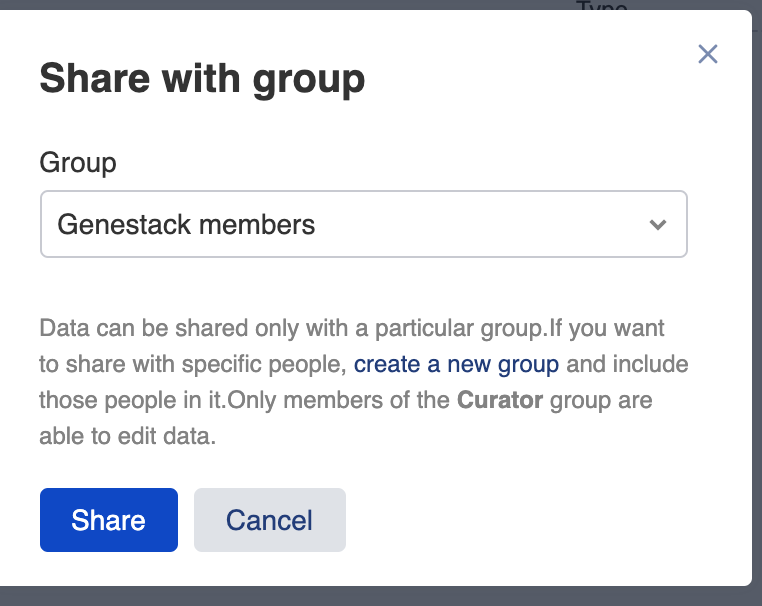 Share with group
Group
Genestack members
Data can be shared only with a particular group.If you want
to share with specific people, create a new group and include
those people in it.Only members of the Curator group are
able to edit data.
Share
Cancel